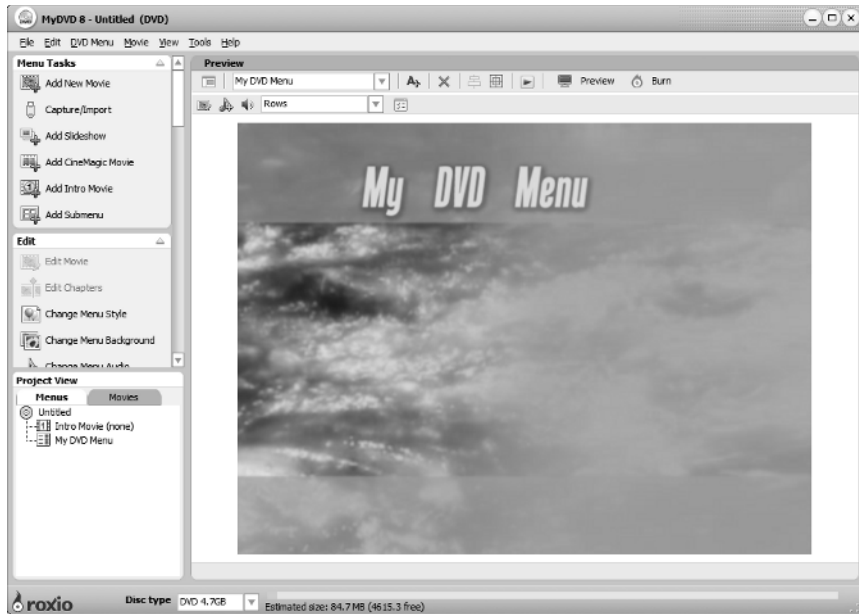 MyDVD 8 - Untitled (DVD)
File Edit DVD Menu Movie View Tools Help
Menu Tasks
Add New Movie
Capture/Import
Add Slideshow
Add CineMagic Movie
Add Intro Movie
Add Submenu
Edit
Edit Movie
Edit Chapters
Change Menu Style
Change Menu Background
Change Menu Audio
Project View
Menus Movies
Untitled
Intro Movie (none)
My DVD Menu
Preview
My DVD Menu Preview Burn
Rows
My DVD Menu
roxio Disc type DVD 4.7GB Estimated size: 84.7 MB (4615.3 free)